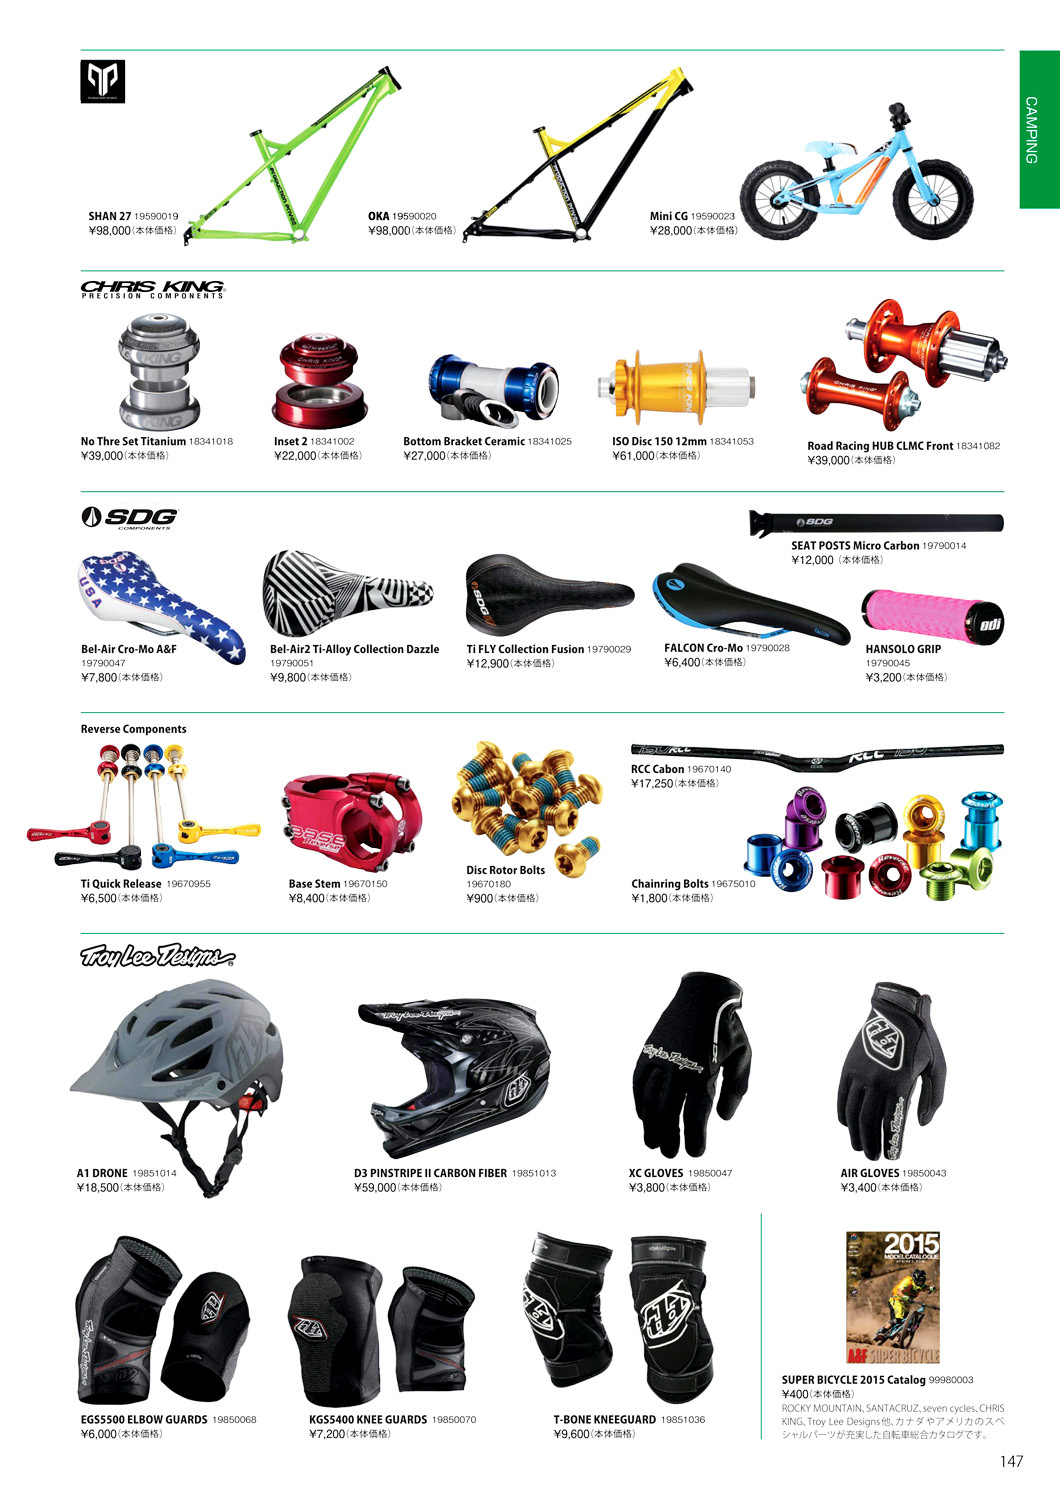 CAMPING
SHAN 27 19590019
¥98,000（本体価格）
OKA 19590020
¥98,000（本体価格）
Mini CG 19590023
¥28,000（本体価格）
CHRIS KING
PRECISION COMPONENTS
No Thre Set Titanium 18341018
¥39,000（本体価格）
Inset 2 18341002
¥22,000（本体価格）
Bottom Bracket Ceramic 18341025
¥27,000（本体価格）
ISO Disc 150 12mm 18341053
¥61,000（本体価格）
Road Racing HUB CLMC Front 18341082
¥39,000（本体価格）
SDG
COMPONENTS
SDG
SEAT POSTS Micro Carbon 19790014
¥12,000（本体価格）
Bel-Air Cro-Mo A&F
19790047
¥7,800（本体価格）
Bel-Air2 Ti-Alloy Collection Dazzle
19790051
¥9,800（本体価格）
Ti FLY Collection Fusion 19790029
¥12,900（本体価格）
FALCON Cro-Mo 19790028
¥6,400（本体価格）
HANSOLO GRIP
19790045
¥3,200（本体価格）
Reverse Components
RCC Cabon 19670140
¥17,250（本体価格）
Ti Quick Release 19670955
¥6,500（本体価格）
Base Stem 19670150
¥8,400（本体価格）
Disc Rotor Bolts
19670180
¥900（本体価格）
Chainring Bolts 19675010
¥1,800（本体価格）
Troy Lee Designs
A1 DRONE 19851014
¥18,500（本体価格）
D3 PINSTRIPE II CARBON FIBER 19851013
¥59,000（本体価格）
XC GLOVES 19850047
¥3,800（本体価格）
AIR GLOVES 19850043
¥3,400（本体価格）
EGS5500 ELBOW GUARDS 19850068
¥6,000（本体価格）
KGS5400 KNEE GUARDS 19850070
¥7,200（本体価格）
T-BONE KNEEGUARD 19851036
¥9,600（本体価格）
2015
MODEL CATALOGUE
A&F SUPER BICYCLE
SUPER BICYCLE 2015 Catalog 99980003
¥400（本体価格）
ROCKY MOUNTAIN、SANTACRUZ、seven cycles、CHRIS
KING、Troy Lee Designs他、カナダやアメリカのスペ
シャルパーツが充実した自転車総合カタログです。
147